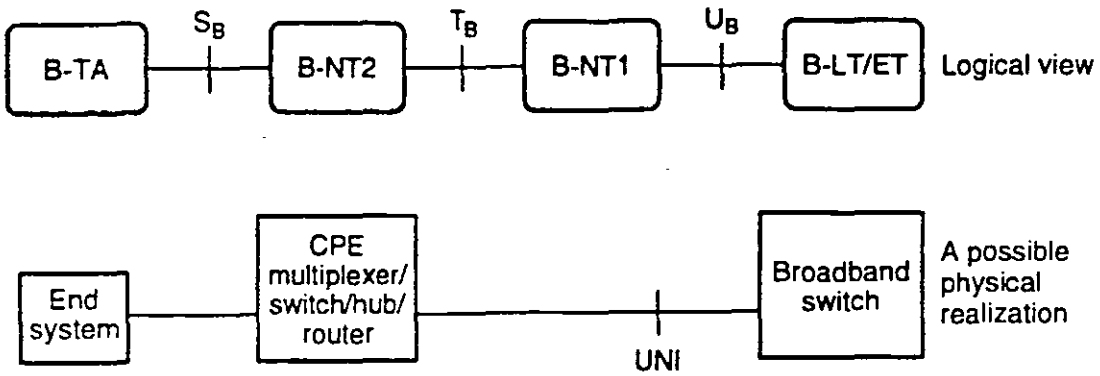 S_B T_B U_B
B-TA B-NT2 B-NT1 B-LT/ET Logical view
CPE
multiplexer/
switch/hub/
router
End
system
Broadband
switch
A possible
physical
realization
UNI